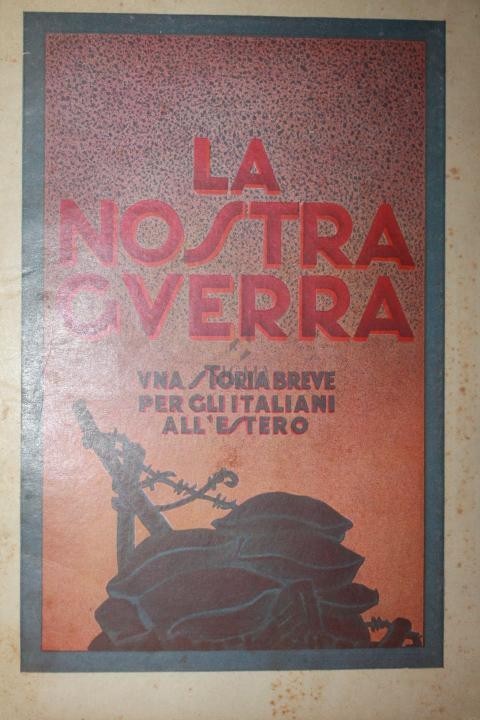 LA
NOSTRA
GVERRA
VNA STORIA BREVE
PER GLI ITALIANI
ALL'ESTERO